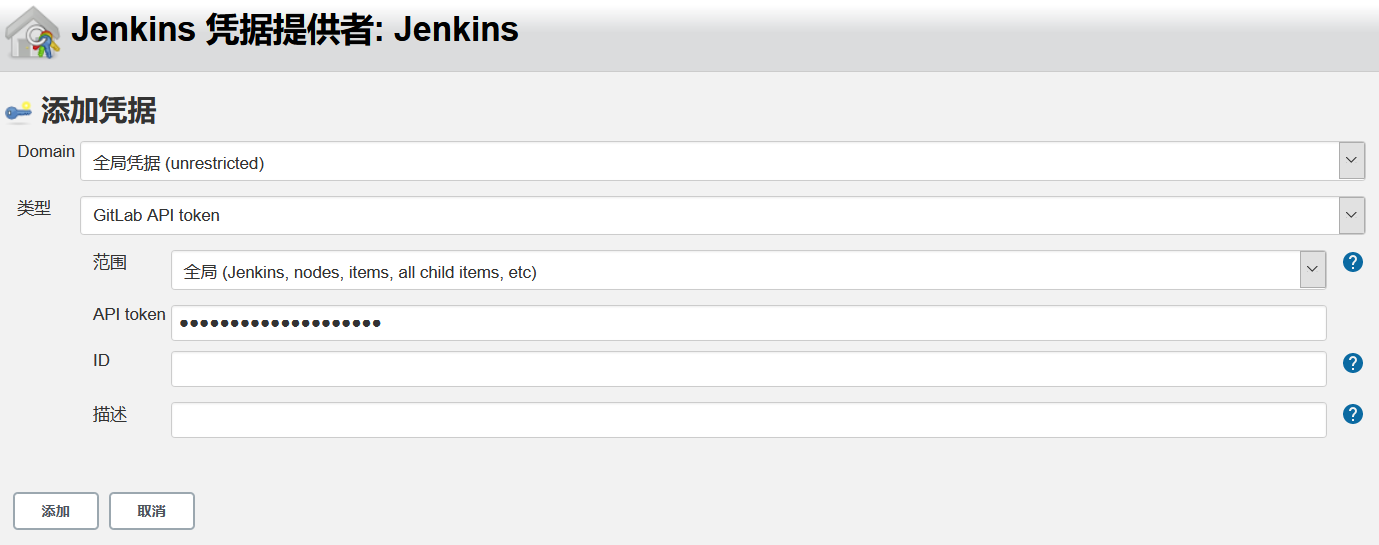 Jenkins 凭据提供者: Jenkins
添加凭据
Domain 全局凭据 (unrestricted)
类型 GitLab API token
范围 全局 (Jenkins, nodes, items, all child items, etc)
API token ••••••••••••••••••••
ID
描述
添加 取消